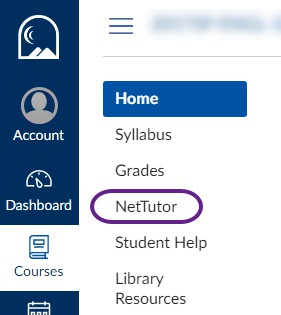 Home
Account
Syllabus
Grades
Dashboard
NetTutor
Student Help
Courses
Library
Resources